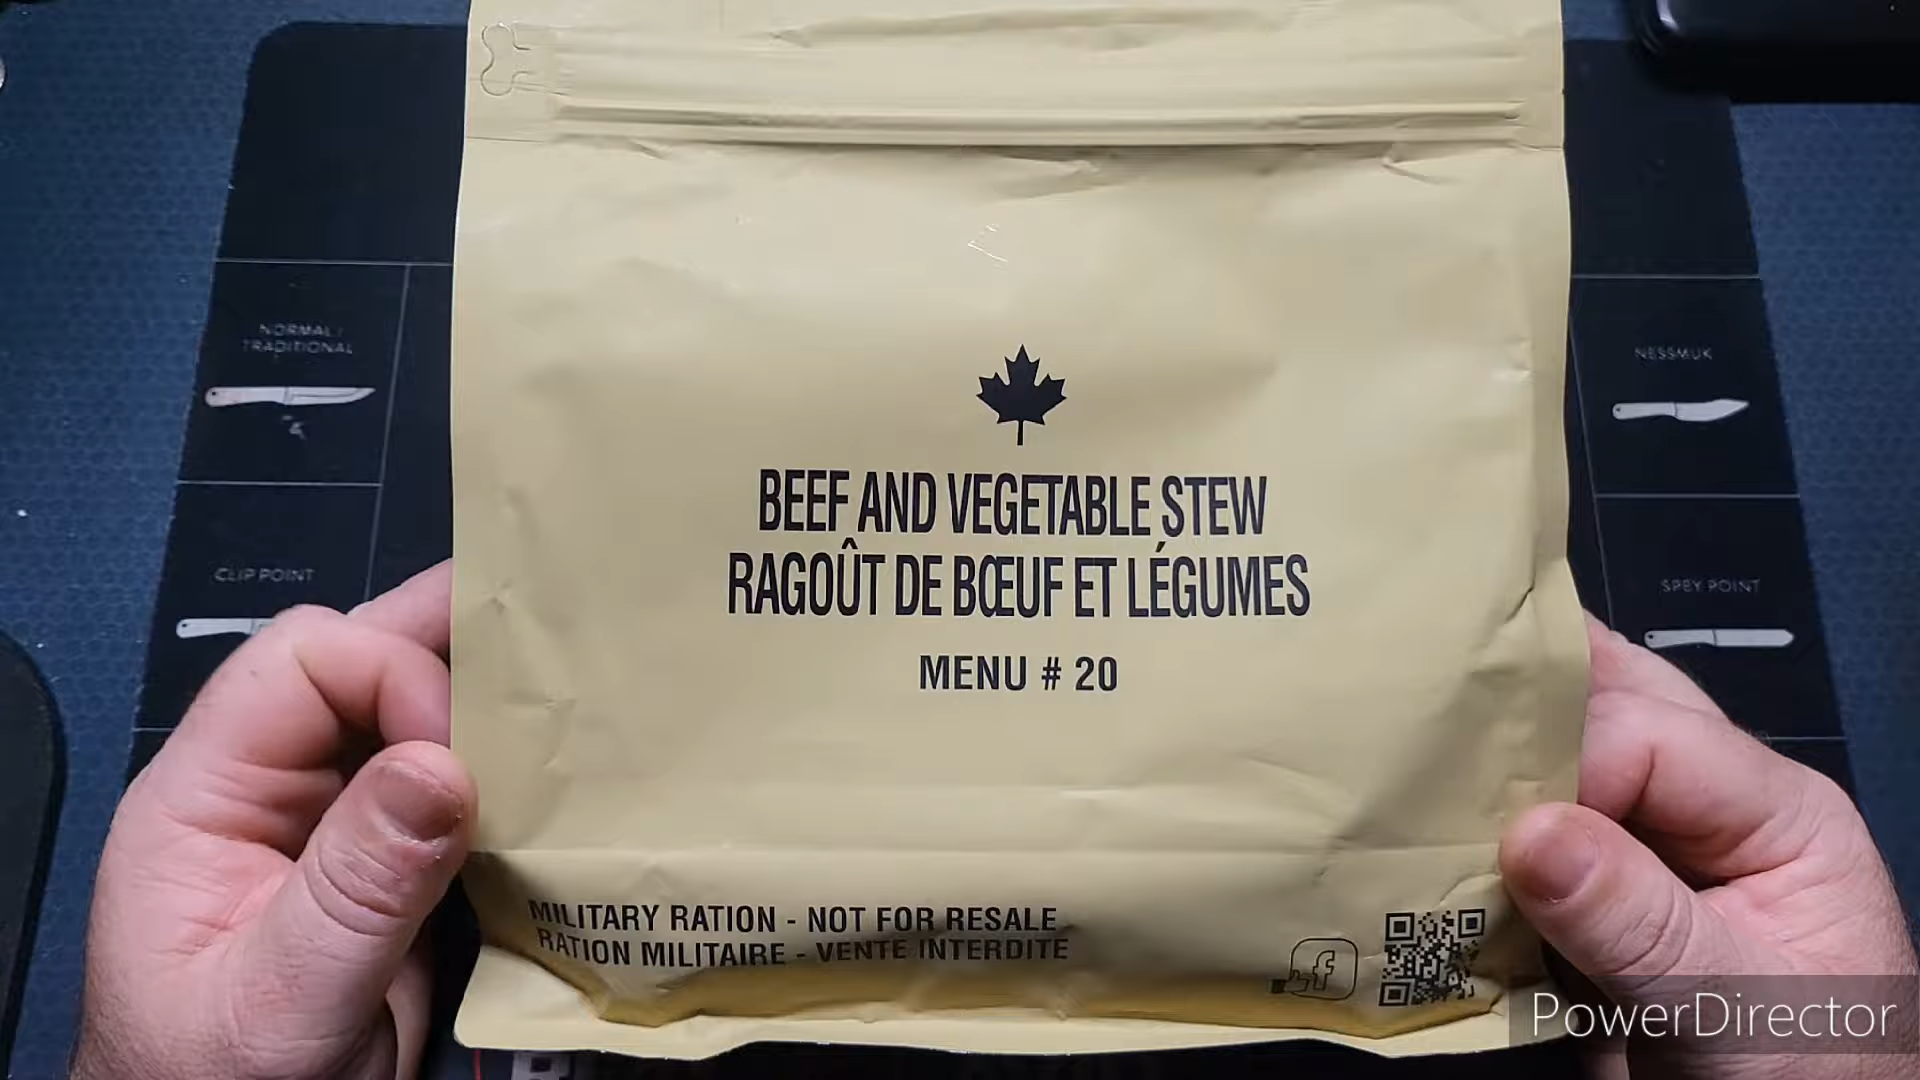 BEEF AND VEGETABLE STEW
RAGOÛT DE BŒUF ET LÉGUMES
MENU # 20
MILITARY RATION - NOT FOR RESALE
RATION MILITAIRE - VENTE INTERDITE
f
NORMAL /
TRADITIONAL
CLIP POINT
NESSMUK
SPEY POINT
PowerDirector